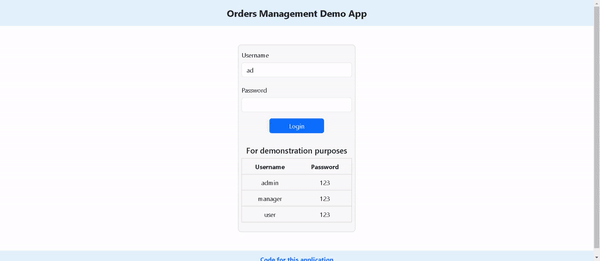 Orders Management Demo App
Username
ad
Password
Login
For demonstration purposes
Username Password
admin 123
manager 123
user 123
Code for this application